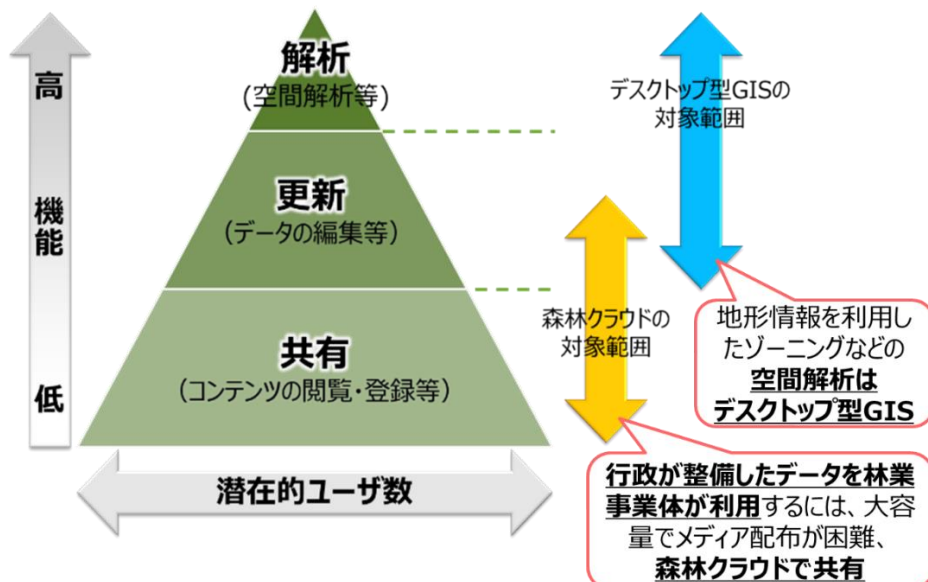 高
機
能
低
解析
(空間解析等)
更新
(データの編集等)
共有
(コンテンツの閲覧・登録等)
潜在的ユーザ数
デスクトップ型GISの
対象範囲
森林クラウドの
対象範囲
地形情報を利用し
たゾーニングなどの
空間解析は
デスクトップ型GIS
行政が整備したデータを林業
事業体が利用するには、大容
量でメディア配布が困難、
森林クラウドで共有